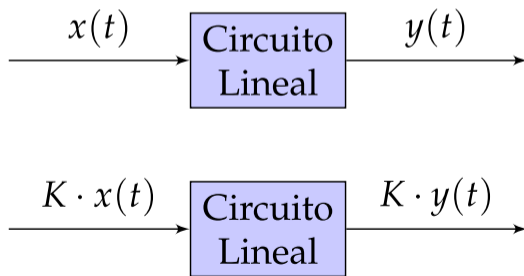 x(t)
Circuito
Lineal
y(t)
K · x(t)
Circuito
Lineal
K · y(t)